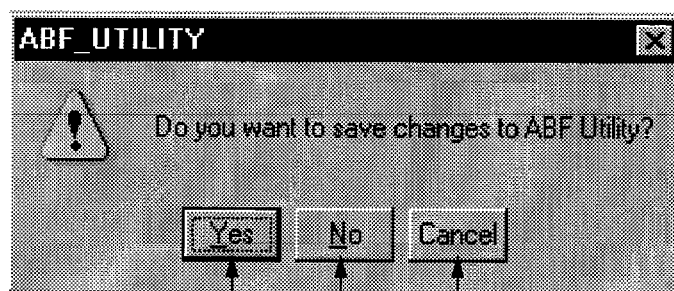 ABF_UTILITY
Do you want to save changes to ABF Utility?
Yes No Cancel